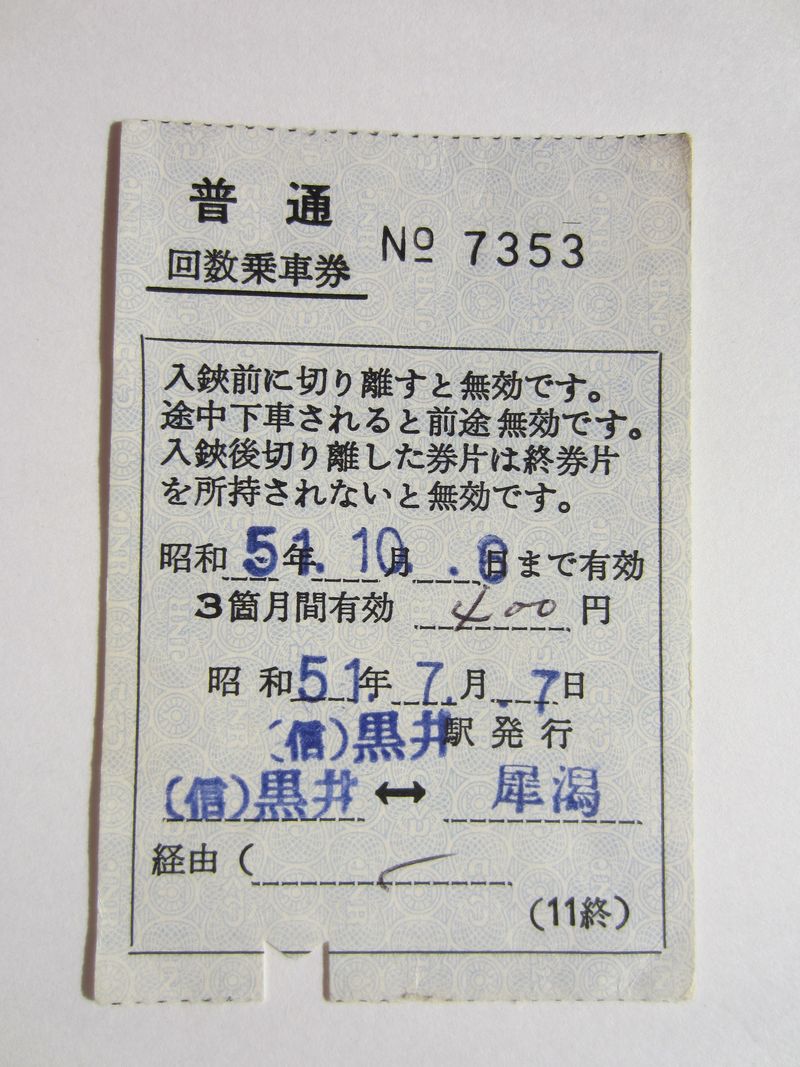 普通
回数乗車券
№ 7353
入鋏前に切り離すと無効です。
途中下車されると前途無効です。
入鋏後切り離した券片は終券片
を所持されないと無効です。
昭和51年.10月.6日まで有効
3箇月間有効 400円
昭和51年.7.月.7日
(信)黒井駅発行
(信)黒井↔犀潟
経由(
(11終)